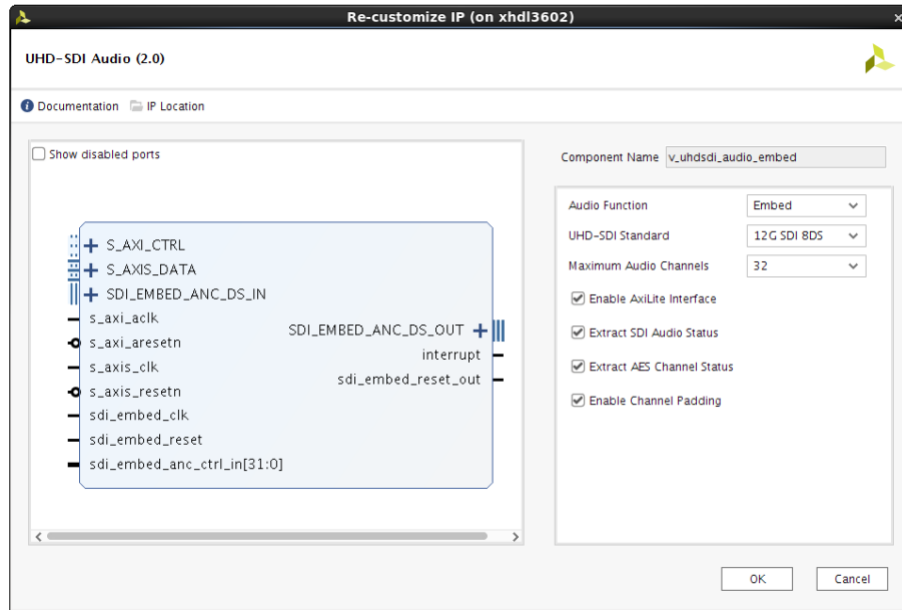 Re-customize IP (on xhdl3602)
UHD-SDI Audio (2.0)
Documentation IP Location
Show disabled ports
S_AXI_CTRL
S_AXIS_DATA
SDI_EMBED_ANC_DS_IN
s_axi_aclk
s_axi_aresetn
s_axis_clk
s_axis_resetn
sdi_embed_clk
sdi_embed_reset
sdi_embed_anc_ctrl_in[31:0]
SDI_EMBED_ANC_DS_OUT
interrupt
sdi_embed_reset_out
Component Name v_uhdsdi_audio_embed
Audio Function Embed
UHD-SDI Standard 12G SDI 8DS
Maximum Audio Channels 32
Enable AxiLite Interface
Extract SDI Audio Status
Extract AES Channel Status
Enable Channel Padding
OK Cancel